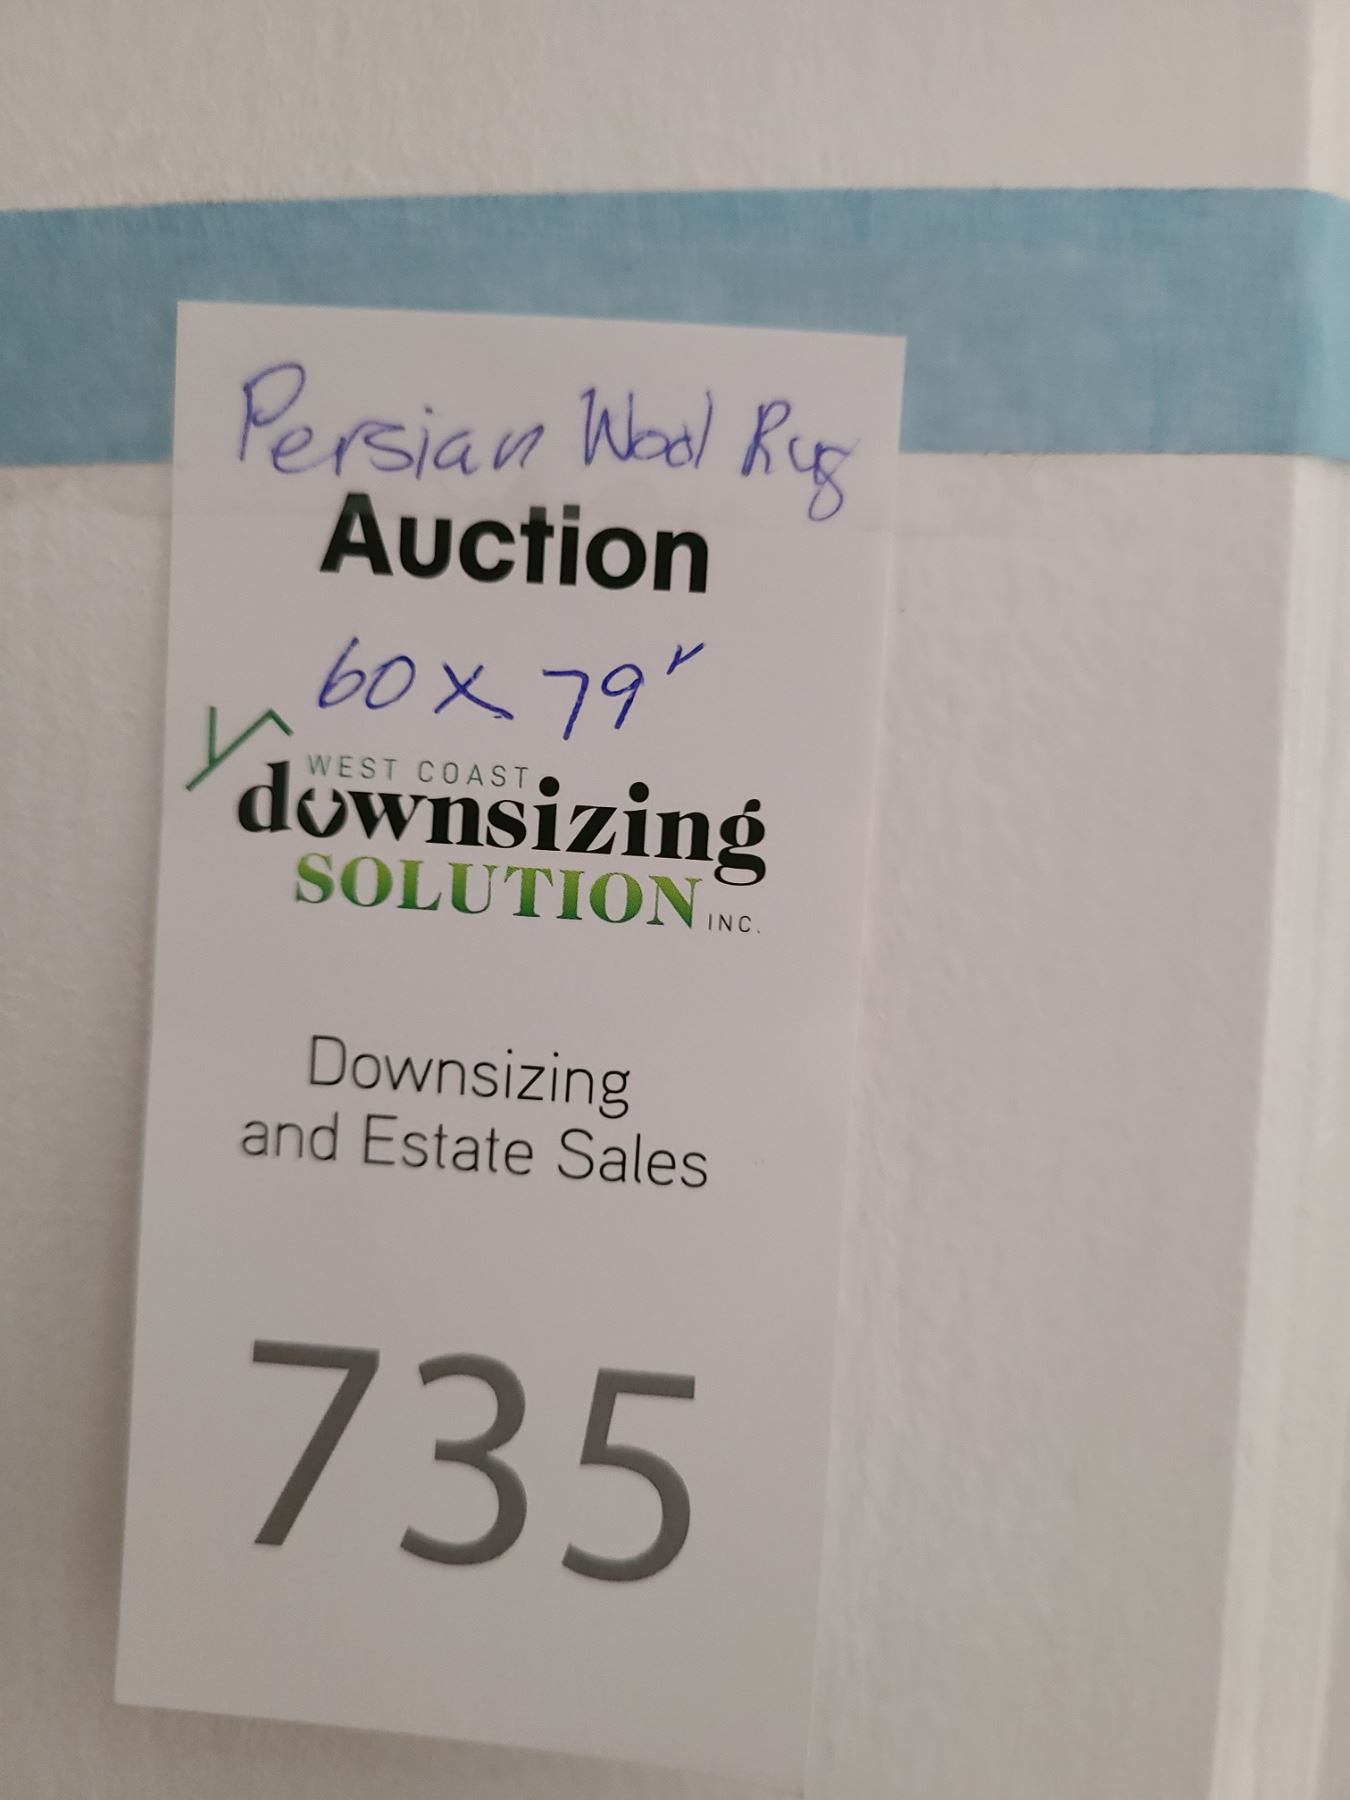 Persian Wool Rug
Auction
60 x 79"
WEST COAST
downsizing
SOLUTION INC.
Downsizing
and Estate Sales
735